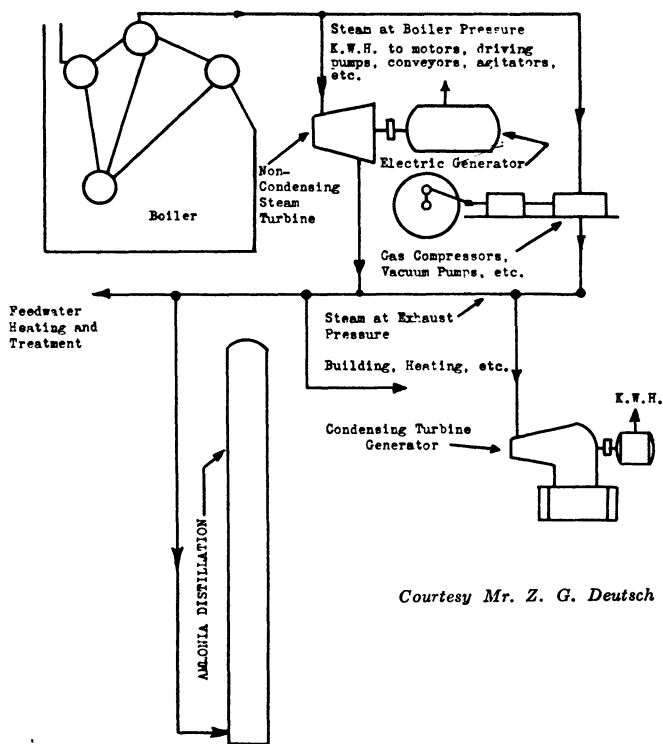 Steam at Boiler Pressure
K.W.H. to motors, driving
pumps, conveyors, agitators,
etc.
Electric Generator
Non-
Condensing
Steam
Turbine
Boiler
Gas Compressors,
Vacuum Pumps, etc.
Feedwater
Heating and
Treatment
Steam at Exhaust
Pressure
Building, Heating, etc.
K.W.H.
Condensing Turbine
Generator
AMLONIA DISTILLATION
Courtesy Mr. Z. G. Deutsch